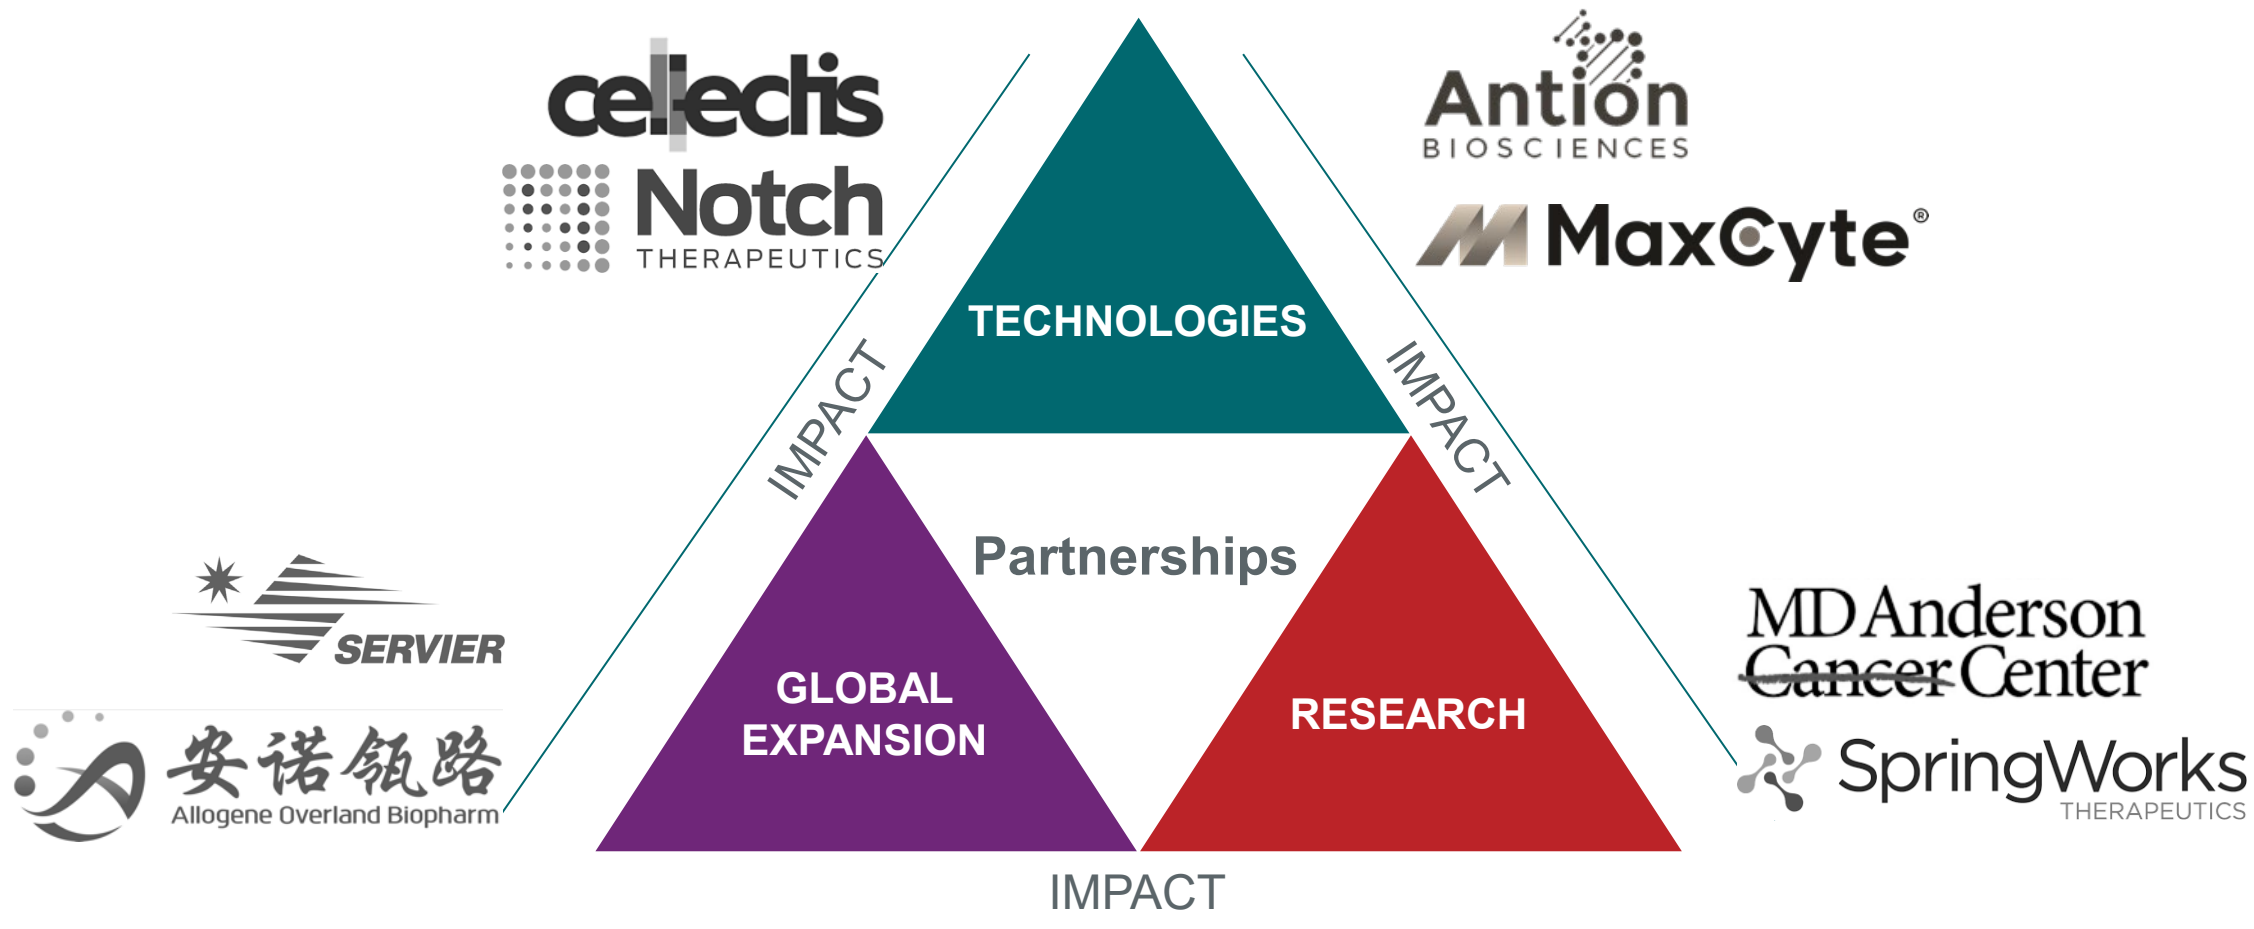 cellectis
Notch
THERAPEUTICS
Antion
BIOSCIENCES
MaxCyte®
TECHNOLOGIES
IMPACT
IMPACT
Partnerships
SERVIER
安诺瓴路
Allogene Overland Biopharm
GLOBAL
EXPANSION
RESEARCH
MD Anderson
Cancer Center
SpringWorks
THERAPEUTICS
IMPACT